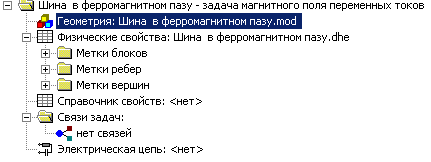 Шина в ферромагнитном пазу - задача магнитного поля переменных токов
Геометрия: Шина в ферромагнитном пазу.mod
Физические свойства: Шина в ферромагнитном пазу.dhe
Метки блоков
Метки ребер
Метки вершин
Справочник свойств: <нет>
Связи задач:
нет связей
Электрическая цепь: <нет>